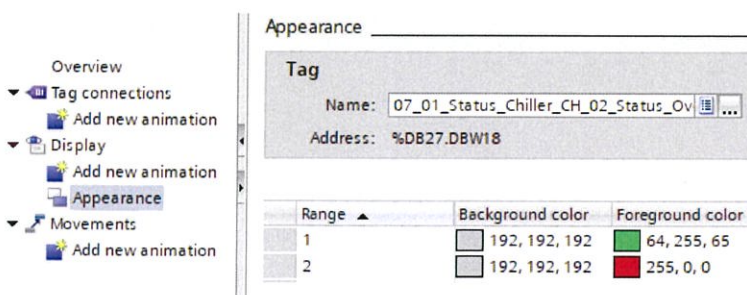 Overview
Tag connections
Add new animation
Display
Add new animation
Appearance
Movements
Add new animation
Appearance
Tag
Name: 07_01_Status_Chiller_CH_02_Status_Ov
...
Address: %DB27.DBW18
Range Background color Foreground color
1 192, 192, 192 64, 255, 65
2 192, 192, 192 255, 0, 0